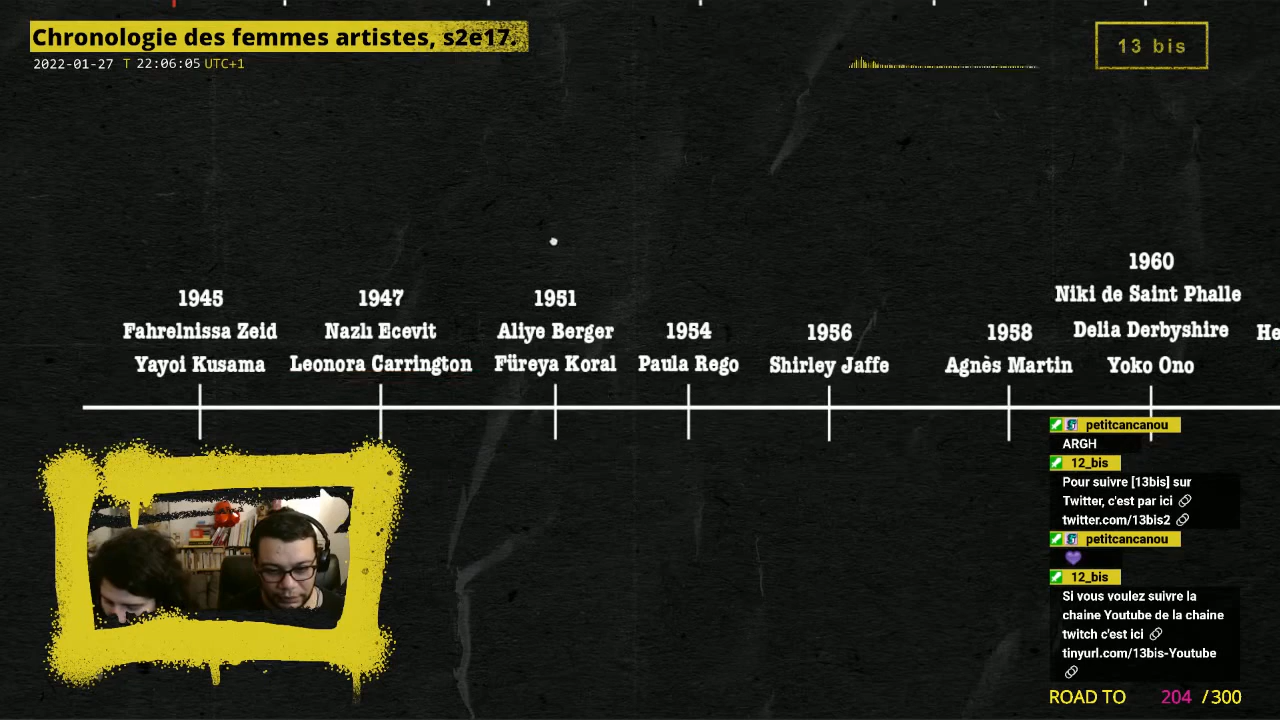 Chronologie des femmes artistes, s2e17.
2022-01-27 T 22:06:05 UTC+1
13 bis
1945
Fahrelnissa Zeid
Yayoi Kusama
1947
Nazlı Ecevit
Leonora Carrington
1951
Aliye Berger
Füreya Koral
1954
Paula Rego
1956
Shirley Jaffe
1958
Agnès Martin
1960
Niki de Saint Phalle
Delia Derbyshire
Yoko Ono
He
petitcancanou
ARGH
12_bis
Pour suivre [13bis] sur
Twitter, c'est par ici
twitter.com/13bis2
petitcancanou
12_bis
Si vous voulez suivre la
chaine Youtube de la chaine
twitch c'est ici
tinyurl.com/13bis-Youtube
ROAD TO 204 / 300